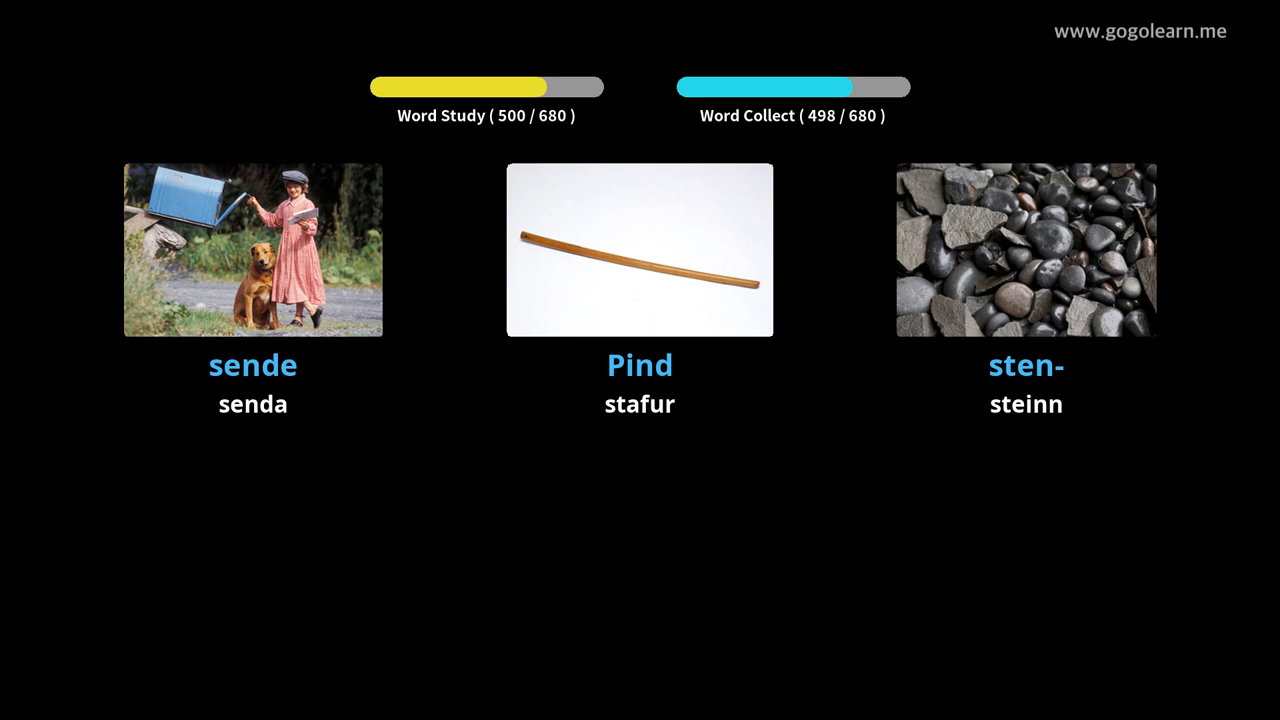 www.gogolearn.me
Word Study ( 500 / 680 )
Word Collect ( 498 / 680 )
sende
senda
Pind
stafur
sten-
steinn